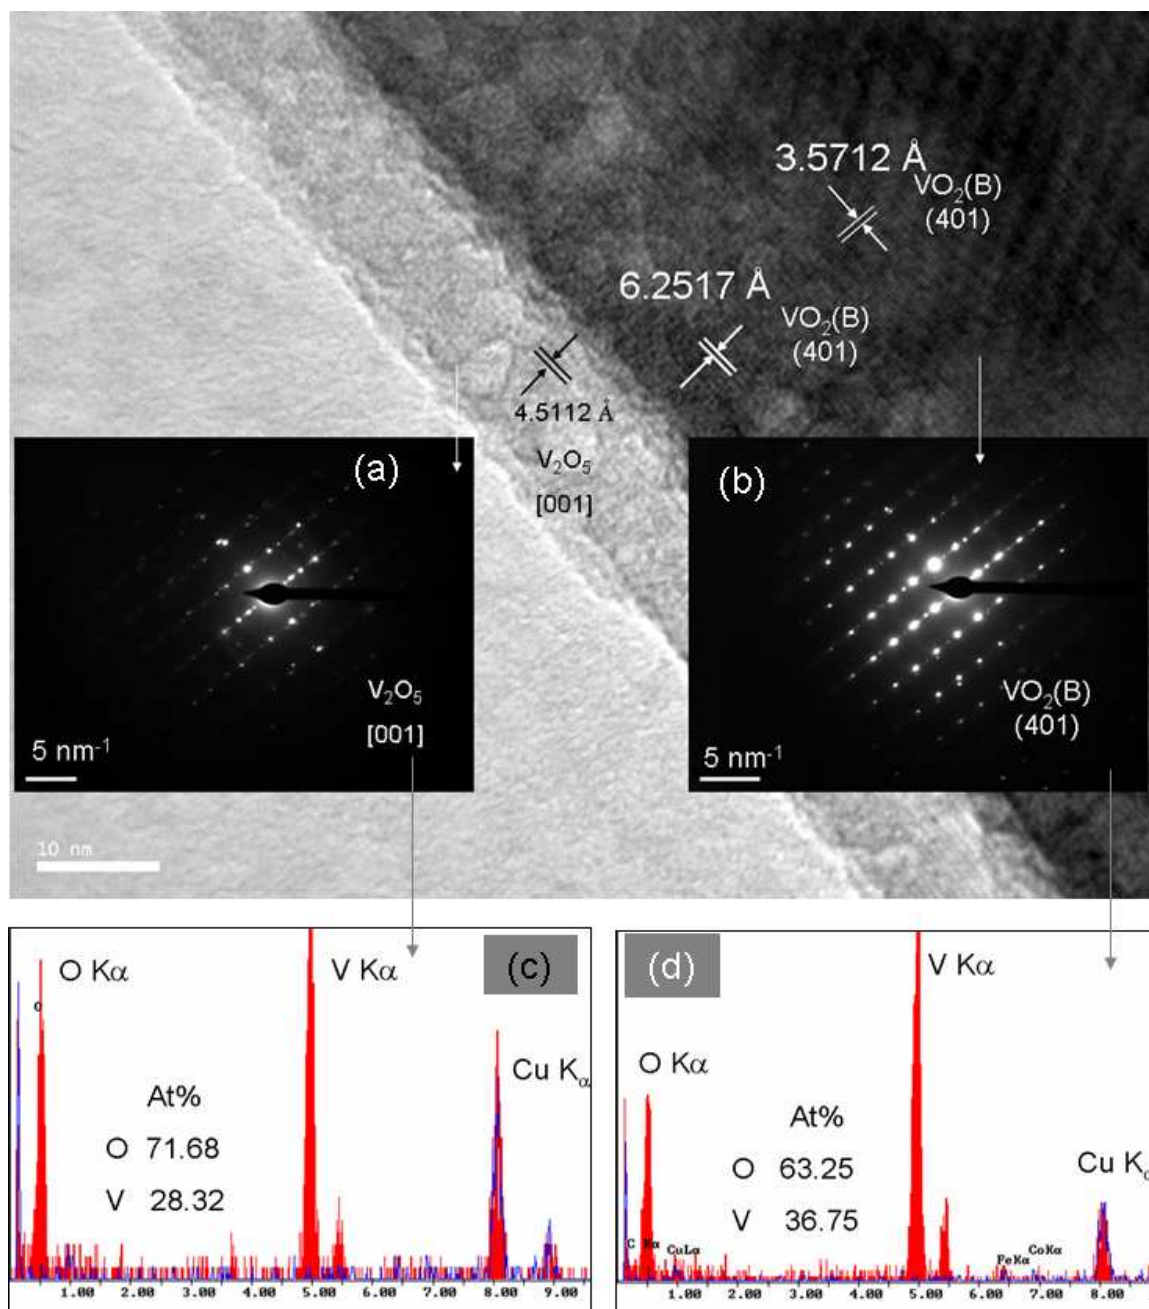 3.5712 Å
VO₂(B)
(401)
6.2517 Å
VO₂(B)
(401)
4.5112 Å
V₂O₅
[001]
(a)
V₂O₅
[001]
5 nm⁻¹
(b)
VO₂(B)
(401)
5 nm⁻¹
10 nm
(c)
O Kα
V Kα
Cu Kα
O
At%
O 71.68
V 28.32
1.00 2.00 3.00 4.00 5.00 6.00 7.00 8.00 9.00
(d)
V Kα
O Kα
Cu Kα
At%
O 63.25
V 36.75
C Kα CuLα FeKα CoKα
1.00 2.00 3.00 4.00 5.00 6.00 7.00 8.00